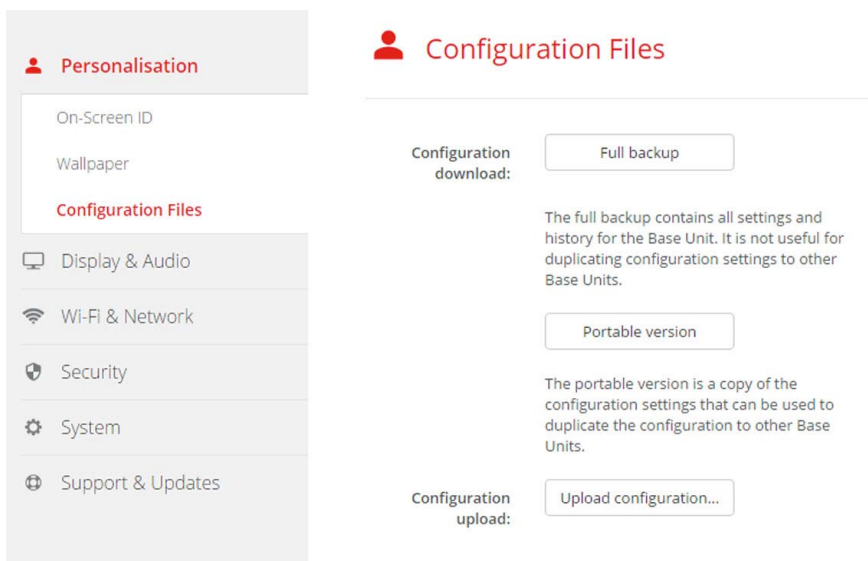 Personalisation
On-Screen ID
Wallpaper
Configuration Files
Display & Audio
Wi-Fi & Network
Security
System
Support & Updates
Configuration Files
Configuration
download:
Full backup
The full backup contains all settings and
history for the Base Unit. It is not useful for
duplicating configuration settings to other
Base Units.
Portable version
The portable version is a copy of the
configuration settings that can be used to
duplicate the configuration to other Base
Units.
Configuration
upload:
Upload configuration...